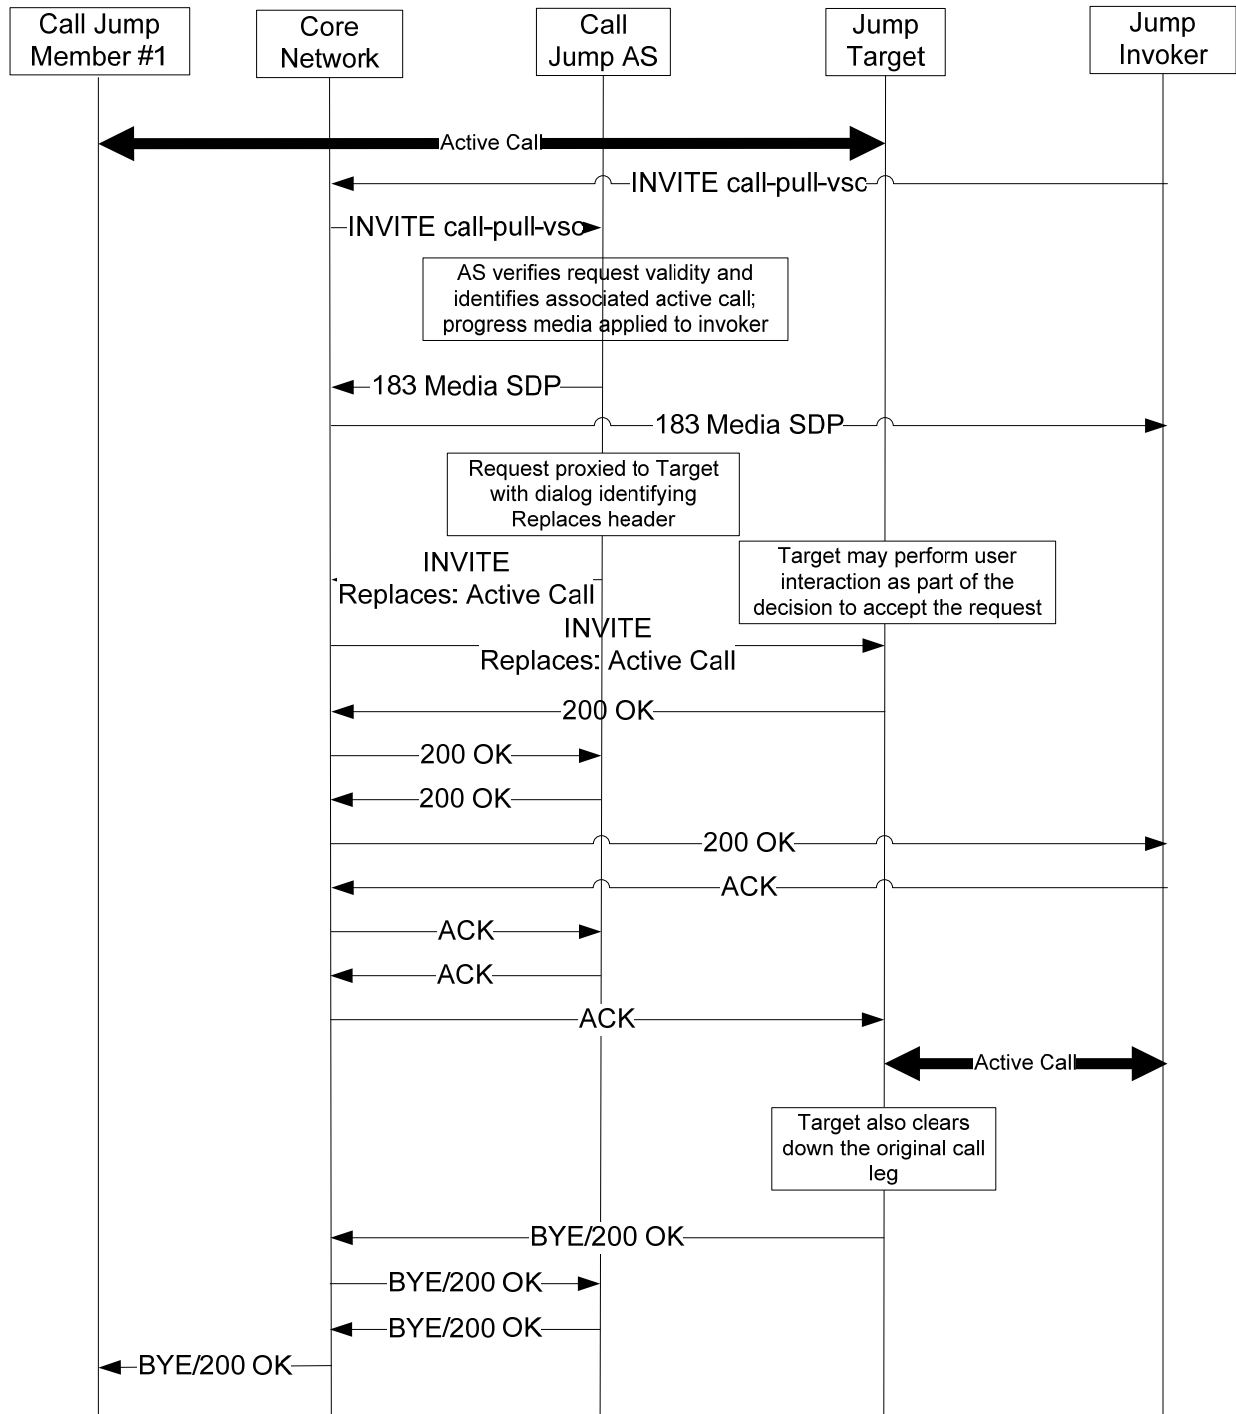 Call Jump
Member #1
Core
Network
Call
Jump AS
Jump
Target
Jump
Invoker
Active Call
INVITE call-pull-vsc
INVITE call-pull-vsc
AS verifies request validity and
identifies associated active call;
progress media applied to invoker
183 Media SDP
183 Media SDP
Request proxied to Target
with dialog identifying
Replaces header
Target may perform user
interaction as part of the
decision to accept the request
INVITE
Replaces: Active Call
INVITE
Replaces: Active Call
200 OK
200 OK
200 OK
200 OK
ACK
ACK
ACK
ACK
Active Call
Target also clears
down the original call
leg
BYE/200 OK
BYE/200 OK
BYE/200 OK
BYE/200 OK